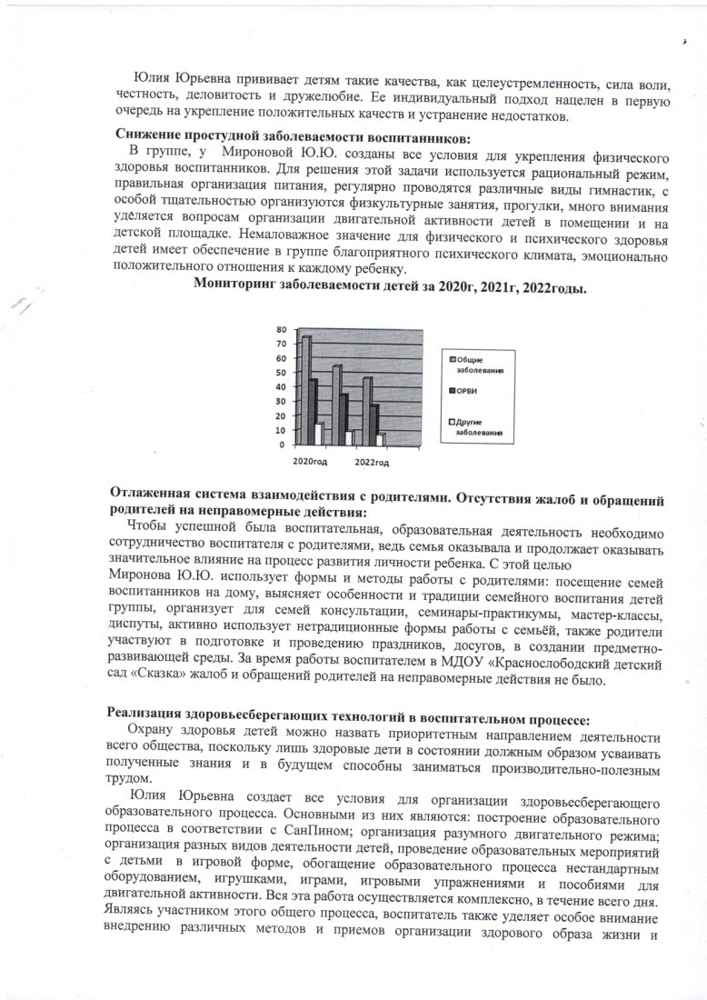 Юлия Юрьевна прививает детям такие качества, как целеустремленность, сила воли,
честность, деловитость и дружелюбие. Ее индивидуальный подход нацелен в первую
очередь на укрепление положительных качеств и устранение недостатков.
Снижение простудной заболеваемости воспитанников:
В группе, у Мироновой Ю.Ю. созданы все условия для укрепления физического
здоровья воспитанников. Для решения этой задачи используется рациональный режим,
правильная организация питания, регулярно проводятся различные виды гимнастик, с
особой тщательностью организуются физкультурные занятия, прогулки, много внимания
уделяется вопросам организации двигательной активности детей в помещении и на
детской площадке. Немаловажное значение для физического и психического здоровья
детей имеет обеспечение в группе благоприятного психического климата, эмоционально
положительного отношения к каждому ребенку.
Мониторинг заболеваемости детей за 2020г, 2021г, 2022годы.
80
70
60
50
40
30
20
10
0
2020год 2022год
Общие
заболевания
ОРВИ
Другие
заболевания
Отлаженная система взаимодействия с родителями. Отсутствия жалоб и обращений
родителей на неправомерные действия:
Чтобы успешной была воспитательная, образовательная деятельность необходимо
сотрудничество воспитателя с родителями, ведь семья оказывала и продолжает оказывать
значительное влияние на процесс развития личности ребенка. С этой целью
Миронова Ю.Ю. использует формы и методы работы с родителями: посещение семей
воспитанников на дому, выясняет особенности и традиции семейного воспитания детей
группы, организует для семей консультации, семинары-практикумы, мастер-классы,
диспуты, активно использует нетрадиционные формы работы с семьёй, также родители
участвуют в подготовке и проведению праздников, досугов, в создании предметно-
развивающей среды. За время работы воспитателем в МДОУ «Краснослободский детский
сад «Сказка» жалоб и обращений родителей на неправомерные действия не было.
Реализация здоровьесберегающих технологий в воспитательном процессе:
Охрану здоровья детей можно назвать приоритетным направлением деятельности
всего общества, поскольку лишь здоровые дети в состоянии должным образом усваивать
полученные знания и в будущем способны заниматься производительно-полезным
трудом.
Юлия Юрьевна создает все условия для организации здоровьесберегающего
образовательного процесса. Основными из них являются: построение образовательного
процесса в соответствии с СанПином; организация разумного двигательного режима;
организация разных видов деятельности детей, проведение образовательных мероприятий
с детьми в игровой форме, обогащение образовательного процесса нестандартным
оборудованием, игрушками, играми, игровыми упражнениями и пособиями для
двигательной активности. Вся эта работа осуществляется комплексно, в течение всего дня.
Являясь участником этого общего процесса, воспитатель также уделяет особое внимание
внедрению различных методов и приемов организации здорового образа жизни и